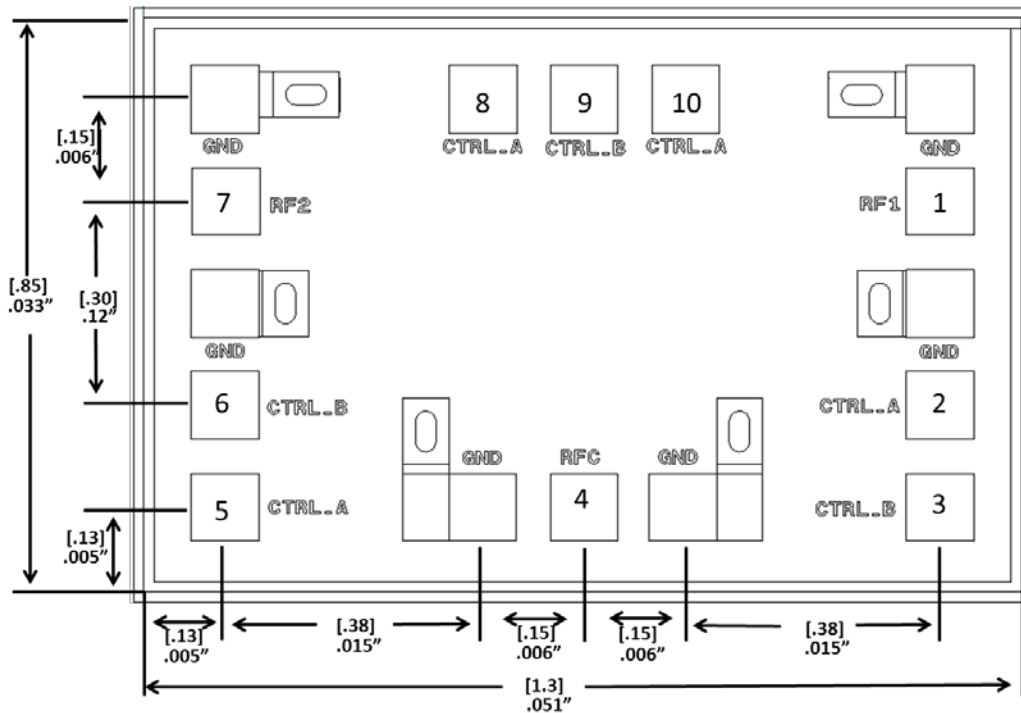 8
9
10
GND
CTRL_A
CTRL_B
CTRL_A
GND
[.15]
.006"
7
RF2
RF1
1
[.85]
.033"
[.30]
.12"
GND
GND
6
CTRL_B
CTRL_A
2
GND
RFC
GND
5
CTRL_A
4
CTRL_B
3
[.13]
.005"
[.13]
.005"
[.38]
.015"
[.15]
.006"
[.15]
.006"
[.38]
.015"
[1.3]
.051"